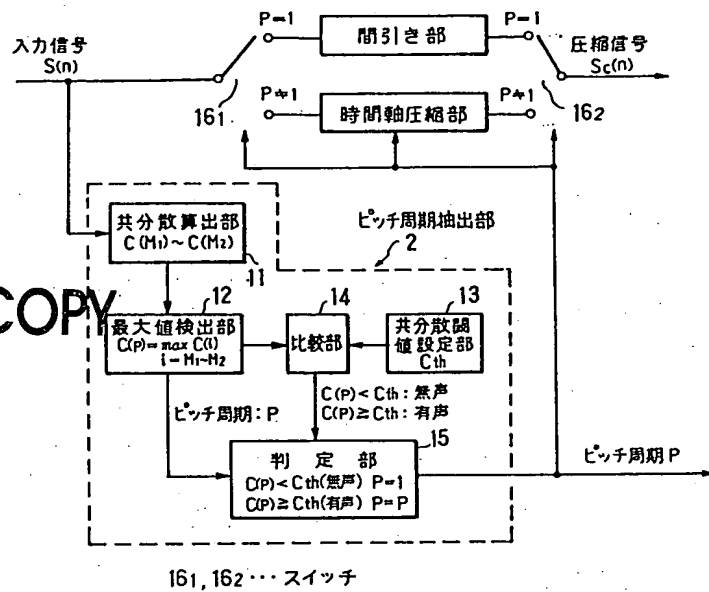 P=1
間引き部
P=1
入力信号
S(n)
圧縮信号
Sc(n)
16₁
P≠1
時間軸圧縮部
P≠1
16₂
共分散算出部
C(M₁)~C(M₂)
11
ピッチ周期抽出部
2
COPY
12
最大値検出部
C(P)=max C(i)
i=M₁~M₂
14
比較部
13
共分散閾
値設定部
Cth
C(P)<Cth:無声
C(P)≧Cth:有声
ピッチ周期:P
15
判定部
C(P)<Cth(無声) P=1
C(P)≧Cth(有声) P=P
ピッチ周期P
16₁,16₂…スイッチ